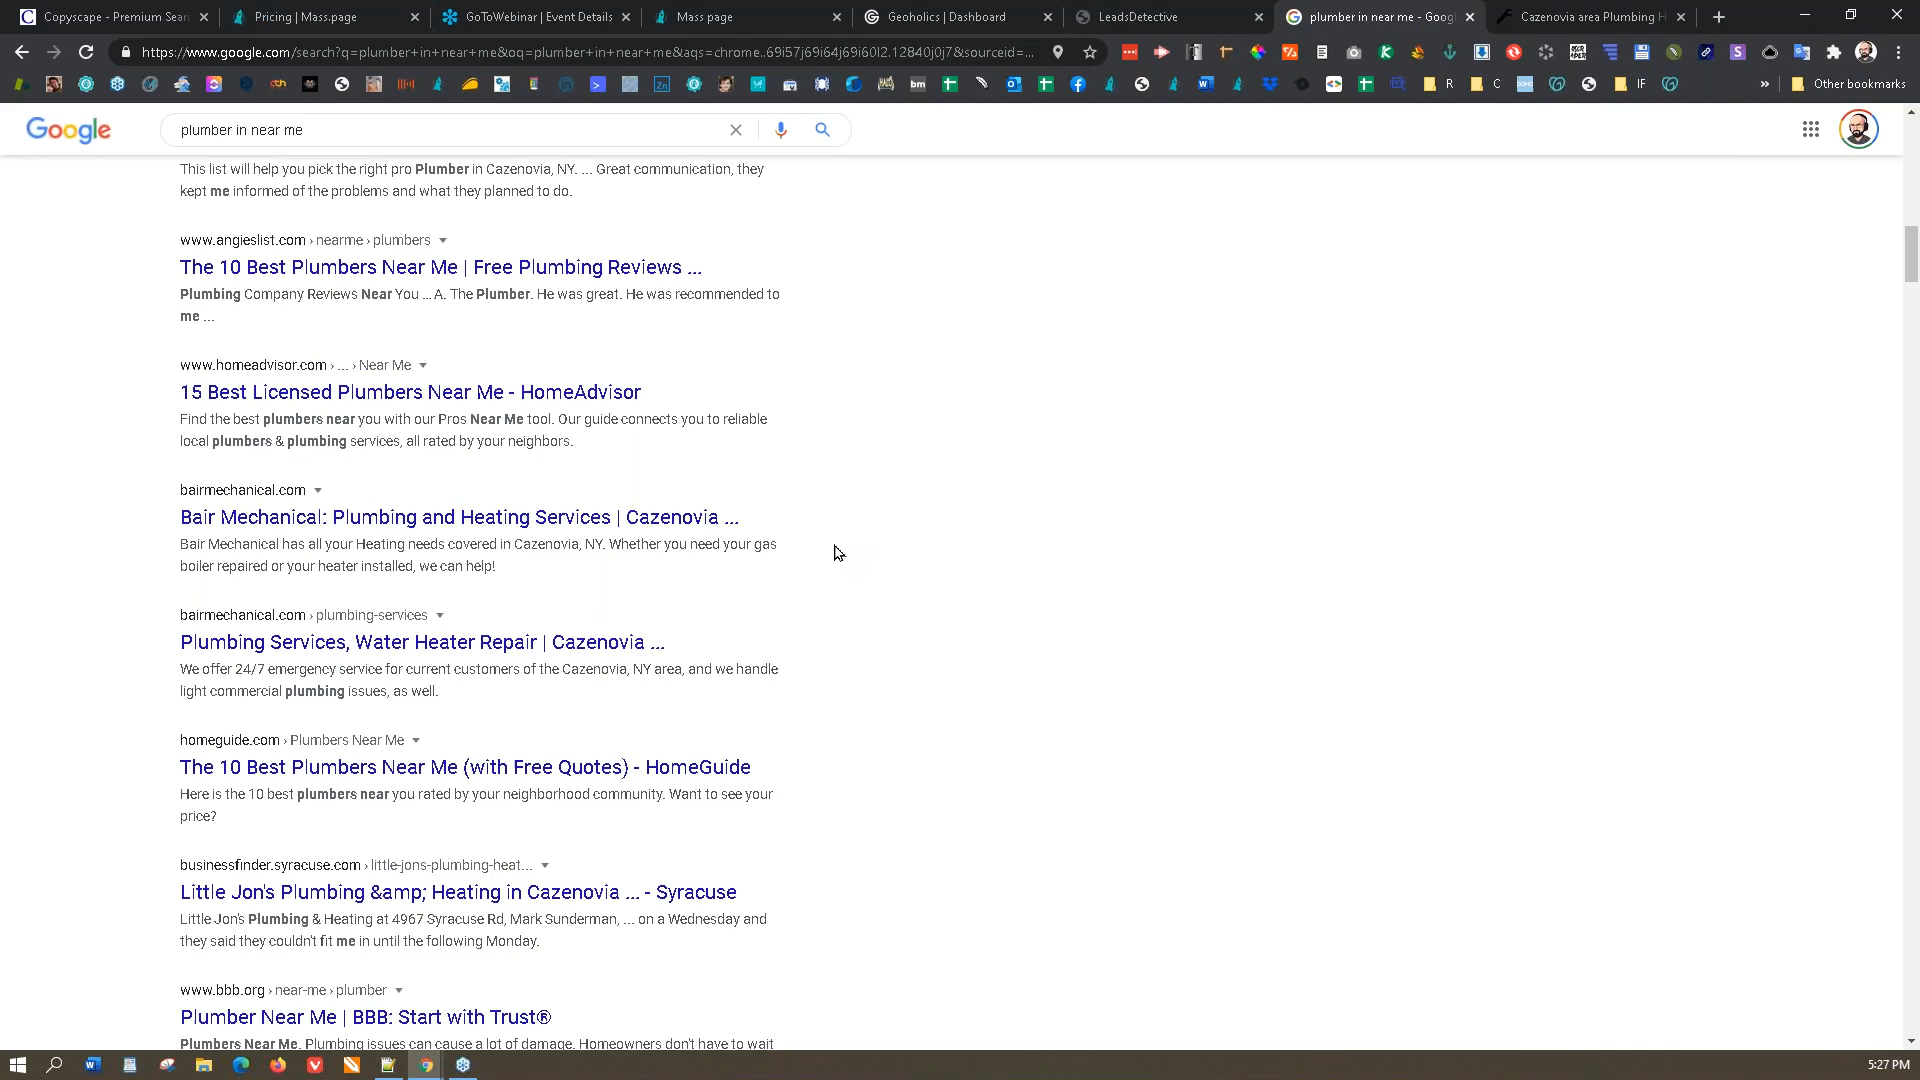 Copyscape - Premium Sear
Pricing | Mass.page
GoToWebinar | Event Details
Mass page
Geoholics | Dashboard
LeadsDetective
plumber in near me - Googl
Cazenovia area Plumbing H
https://www.google.com/search?q=plumber+in+near+me&oq=plumber+in+near+me&aqs=chrome..69i57j69i64j69i60l2.12840j0j7&sourceid=...
R
C
IF
»
Other bookmarks
Google
plumber in near me
This list will help you pick the right pro Plumber in Cazenovia, NY. ... Great communication, they
kept me informed of the problems and what they planned to do.
www.angieslist.com › nearme › plumbers
The 10 Best Plumbers Near Me | Free Plumbing Reviews ...
Plumbing Company Reviews Near You ... A. The Plumber. He was great. He was recommended to
me ...
www.homeadvisor.com › ... › Near Me
15 Best Licensed Plumbers Near Me - HomeAdvisor
Find the best plumbers near you with our Pros Near Me tool. Our guide connects you to reliable
local plumbers & plumbing services, all rated by your neighbors.
bairmechanical.com
Bair Mechanical: Plumbing and Heating Services | Cazenovia ...
Bair Mechanical has all your Heating needs covered in Cazenovia, NY. Whether you need your gas
boiler repaired or your heater installed, we can help!
bairmechanical.com › plumbing-services
Plumbing Services, Water Heater Repair | Cazenovia ...
We offer 24/7 emergency service for current customers of the Cazenovia, NY area, and we handle
light commercial plumbing issues, as well.
homeguide.com › Plumbers Near Me
The 10 Best Plumbers Near Me (with Free Quotes) - HomeGuide
Here is the 10 best plumbers near you rated by your neighborhood community. Want to see your
price?
businessfinder.syracuse.com › little-jons-plumbing-heat...
Little Jon's Plumbing &amp; Heating in Cazenovia ... - Syracuse
Little Jon's Plumbing & Heating at 4967 Syracuse Rd, Mark Sunderman, ... on a Wednesday and
they said they couldn't fit me in until the following Monday.
www.bbb.org › near-me › plumber
Plumber Near Me | BBB: Start with Trust®
Plumbers Near Me. Plumbing issues can cause a lot of damage. Homeowners don't have to wait
5:27 PM